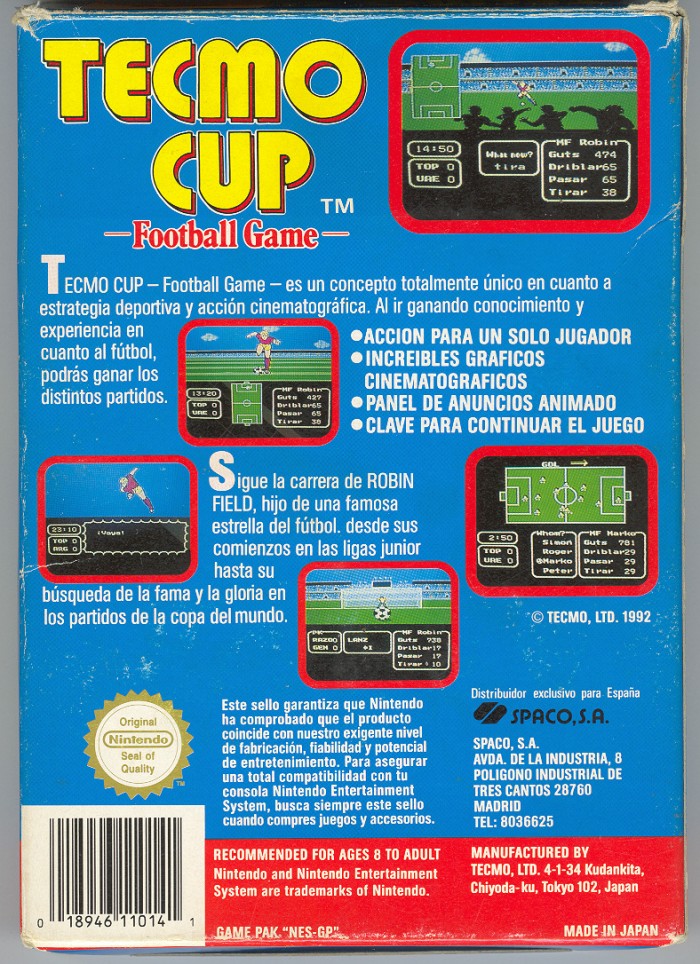 TECMO
CUP TM
— Football Game —
14:50
TOP 0
URE 0
What now?
tira
MF Robin
Guts 474
Driblar65
Pasar 65
Tirar 38
TECMO CUP – Football Game – es un concepto totalmente único en cuanto a
estrategia deportiva y acción cinematográfica. Al ir ganando conocimiento y
experiencia en
cuanto al fútbol,
podrás ganar los
distintos partidos.
13:20
TOP 0
URE 0
MF Robin
Guts 427
Driblar65
Pasar 65
Tirar 38
●ACCION PARA UN SOLO JUGADOR
●INCREIBLES GRAFICOS
CINEMATOGRAFICOS
●PANEL DE ANUNCIOS ANIMADO
●CLAVE PARA CONTINUAR EL JUEGO
23:10
TOP 0
ARG 0
¡Vaya!
Sigue la carrera de ROBIN
FIELD, hijo de una famosa
estrella del fútbol. desde sus
comienzos en las ligas junior
hasta su
búsqueda de la fama y la gloria en
los partidos de la copa del mundo.
GOL →
2:50
TOP 0
URE 0
Whom?
Simon
Roger
@Marko
Peter
MF Marko
Guts 781
Driblar29
Pasar 29
Tirar 29
PK
RAZOO
GEM 0
LANZ
+I
MF Robin
Guts 738
Driblar17
Pasar 17
Tirar 10
© TECMO, LTD. 1992
Original
Nintendo
Seal of
Quality
TM
Este sello garantiza que Nintendo
ha comprobado que el producto
coincide con nuestro exigente nivel
de fabricación, fiabilidad y potencial
de entretenimiento. Para asegurar
una total compatibilidad con tu
consola Nintendo Entertainment
System, busca siempre este sello
cuando compres juegos y accesorios.
Distribuidor exclusivo para España
SPACO, S.A.
SPACO, S.A.
AVDA. DE LA INDUSTRIA, 8
POLIGONO INDUSTRIAL DE
TRES CANTOS 28760
MADRID
TEL: 8036625
0 18946 11014 1
RECOMMENDED FOR AGES 8 TO ADULT
Nintendo and Nintendo Entertainment
System are trademarks of Nintendo.
GAME PAK "NES-GP"
MANUFACTURED BY
TECMO, LTD. 4-1-34 Kudankita,
Chiyoda-ku, Tokyo 102, Japan
MADE IN JAPAN